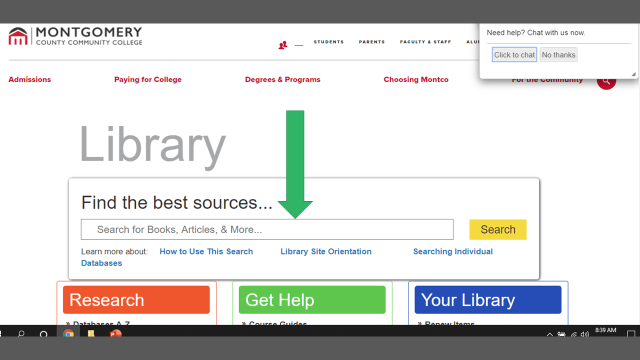 MONTGOMERY
COUNTY COMMUNITY COLLEGE
STUDENTS PARENTS FACULTY & STAFF
Need help? Chat with us now.
Click to chat No thanks
Admissions Paying for College Degrees & Programs Choosing Montco For the Community
Library
Find the best sources...
Search for Books, Articles, & More... Search
Learn more about: How to Use This Search Library Site Orientation Searching Individual
Databases
Research Get Help Your Library
» Databases A-Z » Course Guides » Renew Items
8:39 AM